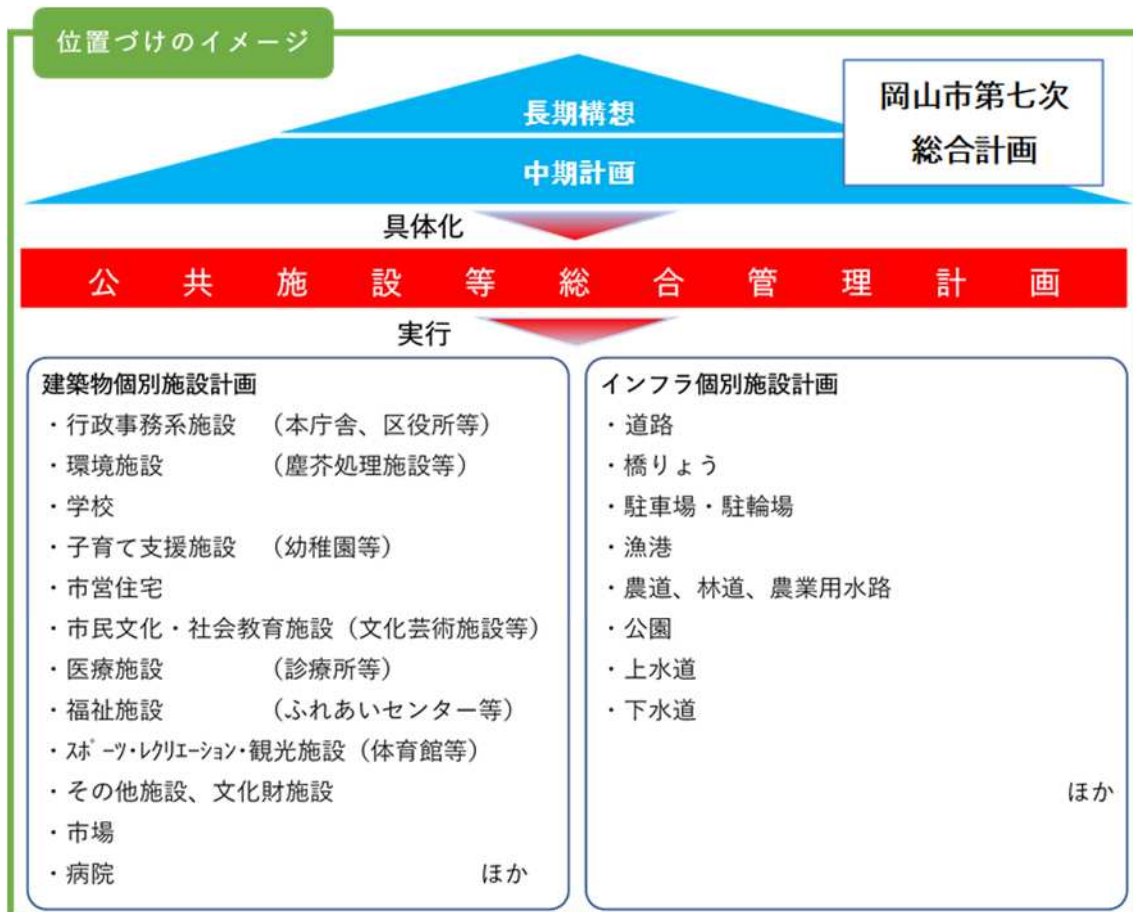 位置づけのイメージ
長期構想
岡山市第七次
総合計画
中期計画
具体化
公共施設等総合管理計画
実行
建築物個別施設計画
・行政事務系施設 （本庁舎、区役所等）
・環境施設 （塵芥処理施設等）
・学校
・子育て支援施設 （幼稚園等）
・市営住宅
・市民文化・社会教育施設（文化芸術施設等）
・医療施設 （診療所等）
・福祉施設 （ふれあいセンター等）
・ｽﾎﾟｰﾂ・ﾚｸﾘｴｰｼｮﾝ・観光施設（体育館等）
・その他施設、文化財施設
・市場
・病院 ほか
インフラ個別施設計画
・道路
・橋りょう
・駐車場・駐輪場
・漁港
・農道、林道、農業用水路
・公園
・上水道
・下水道
ほか